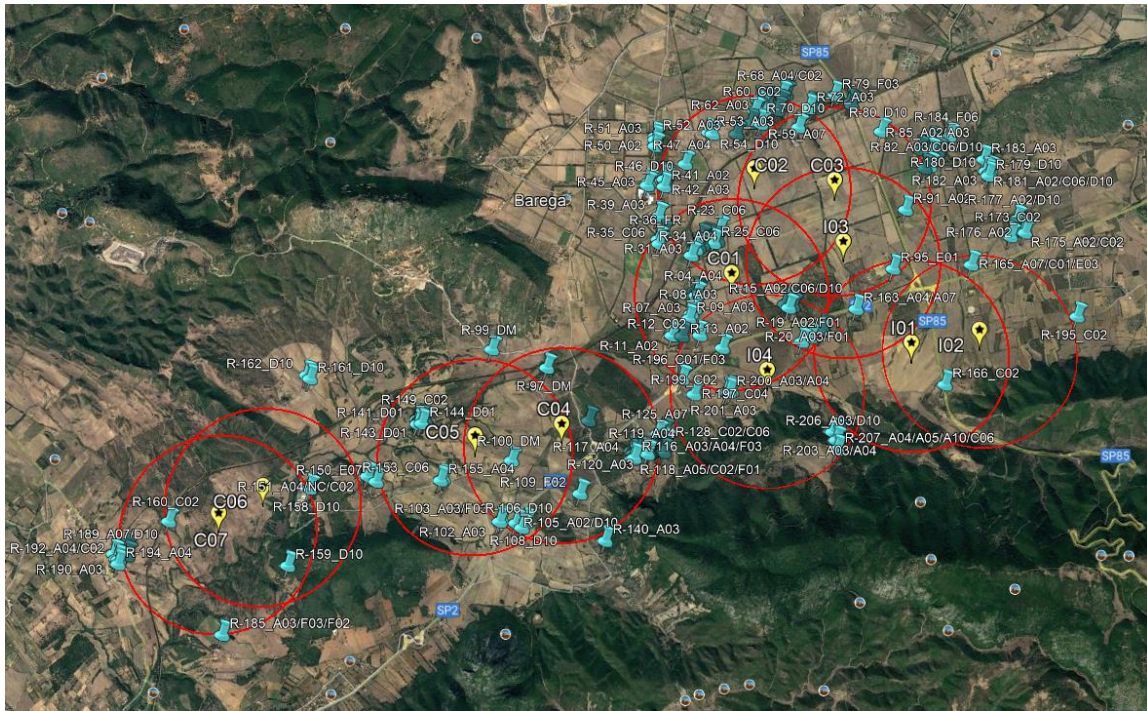 SP85
R-68_A04/C02
R-79_F03
R-60_C02
R-72_A03
R-62_A03
R-70_D10
R-80_D10
R-184_F06
R-51_A03
R-52_A03
R-53_A03
R-59_A07
R-85_A02/A03
R-50_A02
R-47_A04
R-54_D10
R-82_A03/C06/D10
R-183_A03
R-46_D10
R-180_D10
R-179_D10
R-45_A03
R-41_A02
C02
C03
R-182_A03
R-181_A02/C06/D10
R-42_A03
Barega
R-39_A03
R-91_A02
R-177_A02/D10
R-36_FR
R-23_C06
R-173_C02
R-35_C06
R-34_A04
R-25_C06
I03
R-176_A02
R-175_A02/C02
R-31_A03
R-95_E01
R-165_A07/C01/E03
R-04_A04
C01
R-15_A02/C06/D10
R-08_A03
R-163_A04/A07
R-07_A03
R-09_A03
R-19_A02/F01
SP85
R-12_C02
R-13_A02
R-20_A03/F01
I01
I02
R-195_C02
R-99_DM
R-11_A02
R-196_C01/F03
I04
R-162_D10
R-161_D10
R-97_DM
R-199_C02
R-200_A03/A04
R-166_C02
R-197_C04
R-149_C02
R-201_A03
R-141_D01
R-144_D01
C04
R-125_A07
R-206_A03/D10
R-143_D01
C05
R-100_DM
R-119_A04
R-128_C02/C06
R-207_A04/A05/A10/C06
R-117_A04
R-116_A03/A04/F03
R-203_A03/A04
R-120_A03
SP85
R-150_E07
R-153_C06
R-155_A04
R-118_A05/C02/F01
R-109_F02
R-160_C02
C06
R-158_D10
R-106_D10
R-105_A02/D10
R-189_A07/D10
C07
R-102_A03
R-108_D10
R-140_A03
R-192_A04/C02
R-194_A04
R-159_D10
R-190_A03
SP2
R-185_A03/F03/F02